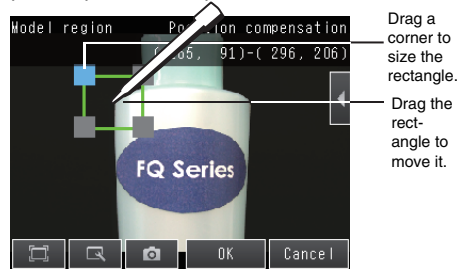 Model region
Position compensation
65, 91)-( 296, 206)
Drag a
corner to
size the
rectangle.
Drag the
rect-
angle to
move it.
FQ Series
OK
Cancel